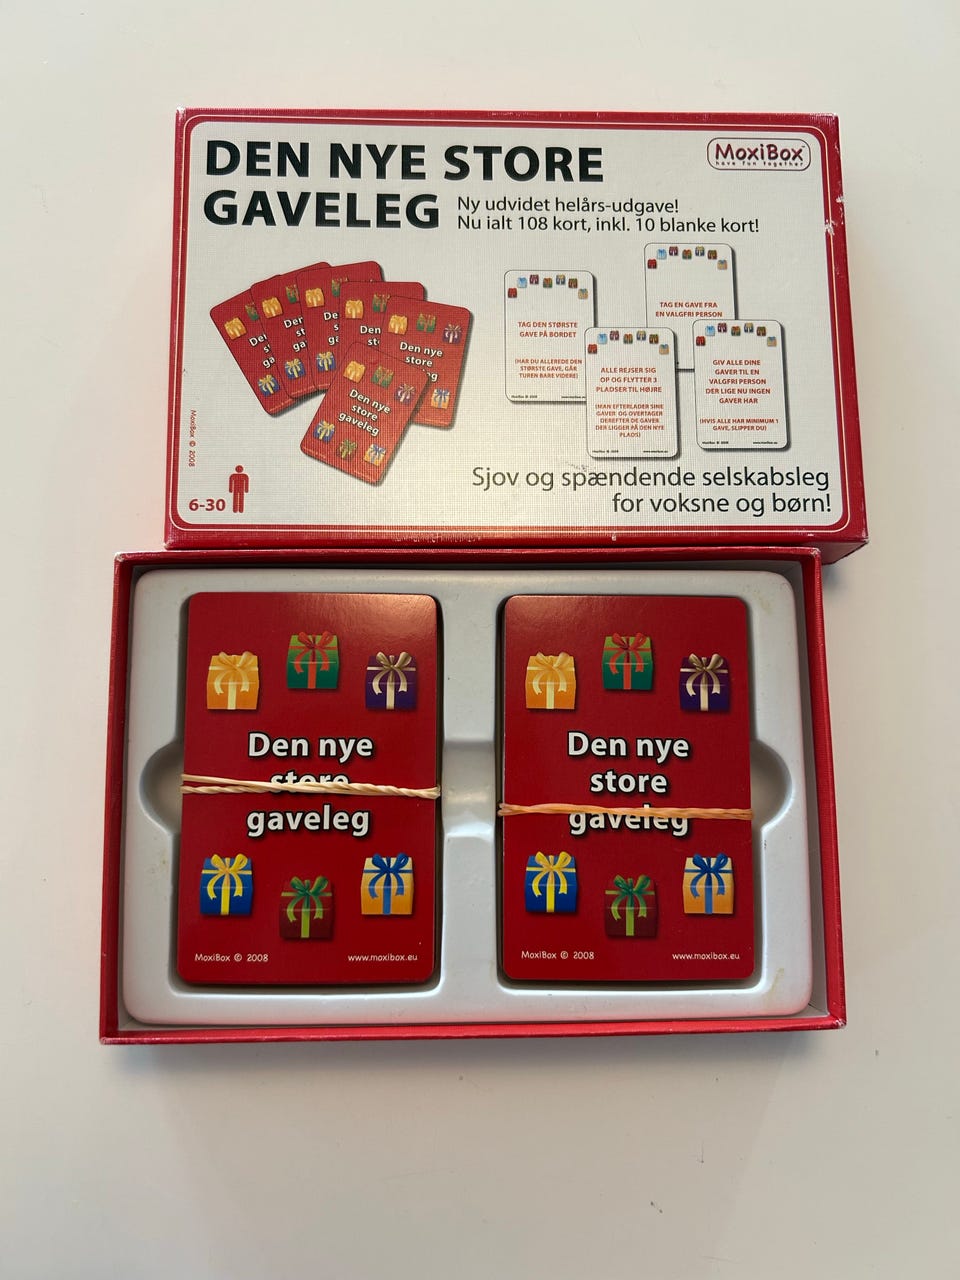 DEN NYE STORE
GAVELEG
Ny udvidet helårs-udgave!
Nu ialt 108 kort, inkl. 10 blanke kort!
MoxiBox™
have fun together
Den nye
store
gaveleg
Den nye
store
gaveleg
TAG DEN STØRSTE
GAVE PÅ BORDET
(HAR DU ALLEREDE DEN
STØRSTE GAVE, GÅR
TUREN BARE VIDERE)
TAG EN GAVE FRA
EN VALGFRI PERSON
ALLE REJSER SIG
OP OG FLYTTER 3
PLADSER TIL HØJRE
(MAN EFTERLADER SINE
GAVER OG OVERTAGER
DEREFTER DE GAVER
DER LIGGER PÅ DEN NYE
PLADS)
GIV ALLE DINE
GAVER TIL EN
VALGFRI PERSON
DER LIGE NU INGEN
GAVER HAR
(HVIS ALLE HAR MINIMUM 1
GAVE, SLIPPER DU)
MoxiBox © 2008
6-30
Sjov og spændende selskabsleg
for voksne og børn!
Den nye
store
gaveleg
MoxiBox © 2008
www.moxibox.eu
Den nye
store
gaveleg
MoxiBox © 2008
www.moxibox.eu